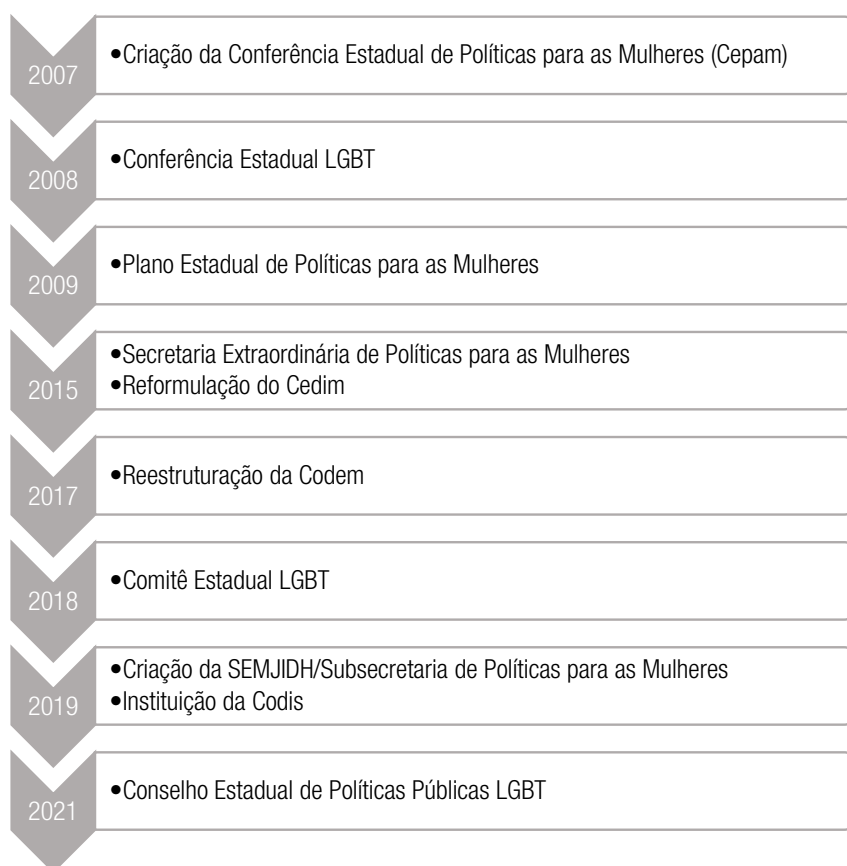 2007
•Criação da Conferência Estadual de Políticas para as Mulheres (Cepam)
2008
•Conferência Estadual LGBT
2009
•Plano Estadual de Políticas para as Mulheres
2015
•Secretaria Extraordinária de Políticas para as Mulheres
•Reformulação do Cedim
2017
•Reestruturação da Codem
2018
•Comitê Estadual LGBT
2019
•Criação da SEMJIDH/Subsecretaria de Políticas para as Mulheres
•Instituição da Codis
2021
•Conselho Estadual de Políticas Públicas LGBT